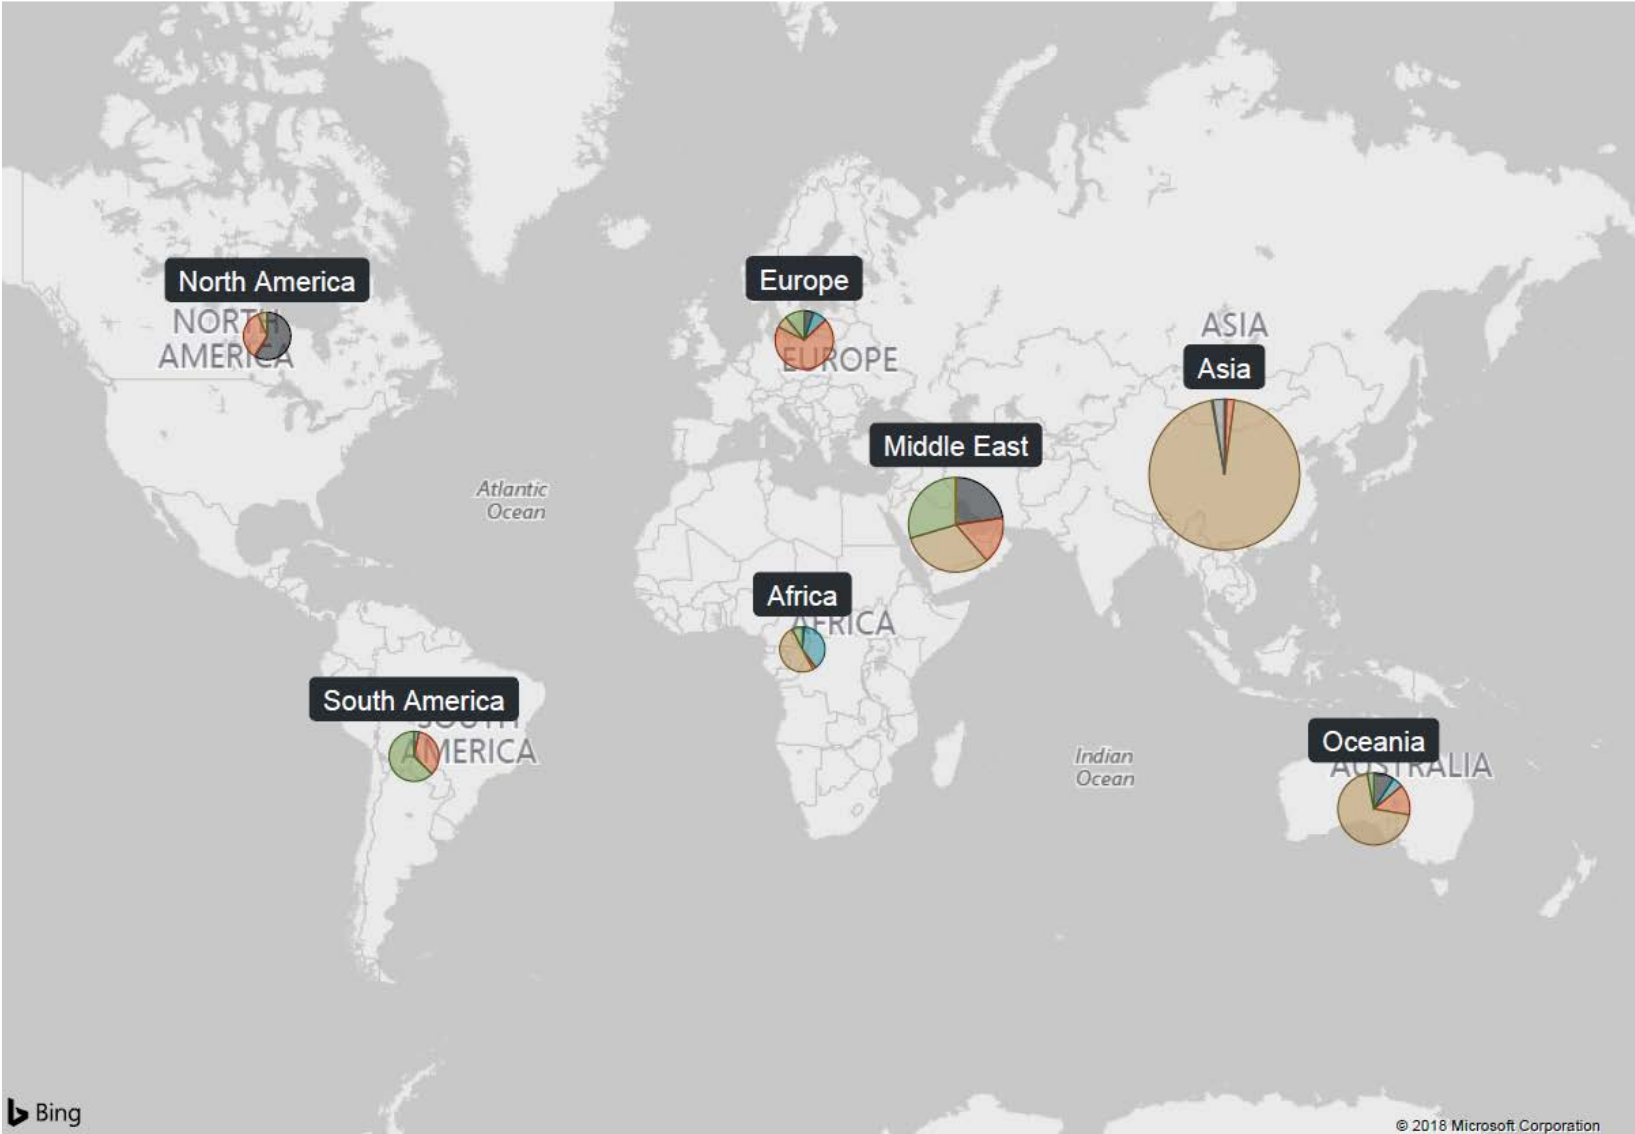 North America
NORTH
AMERICA
Europe
EUROPE
ASIA
Asia
Middle East
Atlantic
Ocean
Africa
AFRICA
South America
SOUTH
AMERICA
Indian
Ocean
Oceania
AUSTRALIA
Bing
© 2018 Microsoft Corporation